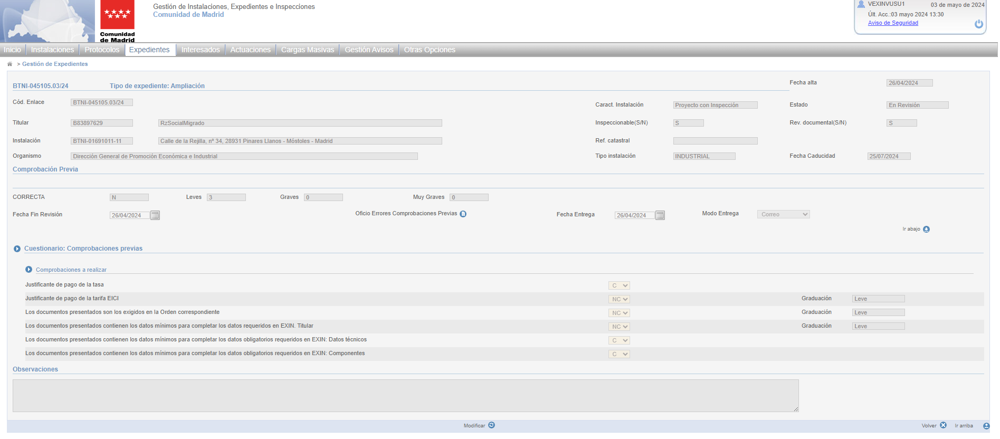 Comunidad
de Madrid
Gestión de Instalaciones, Expedientes e Inspecciones
Comunidad de Madrid
VEXINVUSU1 03 de mayo de 2024
Últ. Acc.:03 mayo 2024 13:30
Aviso de Seguridad
Inicio Instalaciones Protocolos Expedientes Interesados Actuaciones Cargas Masivas Gestión Avisos Otras Opciones
> Gestión de Expedientes
BTNI-045105.03/24 Tipo de expediente: Ampliación Fecha alta 26/04/2024
Cód. Enlace BTNI-045105.03/24 Caract. Instalación Proyecto con Inspección Estado En Revisión
Titular B83897629 RzSocialMigrado Inspeccionable(S/N) S Rev. documental(S/N) S
Instalación BTNI-01691011-11 Calle de la Rejilla, nº 34, 28931 Pinares Llanos - Móstoles - Madrid Ref. catastral
Organismo Dirección General de Promoción Económica e Industrial Tipo instalación INDUSTRIAL Fecha Caducidad 25/07/2024
Comprobación Previa
CORRECTA N Leves 3 Graves 0 Muy Graves 0
Fecha Fin Revisión 26/04/2024 Oficio Errores Comprobaciones Previas Fecha Entrega 26/04/2024 Modo Entrega Correo
Ir abajo
Cuestionario: Comprobaciones previas
Comprobaciones a realizar
Justificante de pago de la tasa C
Justificante de pago de la tarifa EICI NC Graduación Leve
Los documentos presentados son los exigidos en la Orden correspondiente NC Graduación Leve
Los documentos presentados contienen los datos mínimos para completar los datos requeridos en EXIN. Titular NC Graduación Leve
Los documentos presentados contienen los datos mínimos para completar los datos obligatorios requeridos en EXIN: Datos técnicos C
Los documentos presentados contienen los datos mínimos para completar los datos obligatorios requeridos en EXIN: Componentes C
Observaciones
Modificar Volver Ir arriba